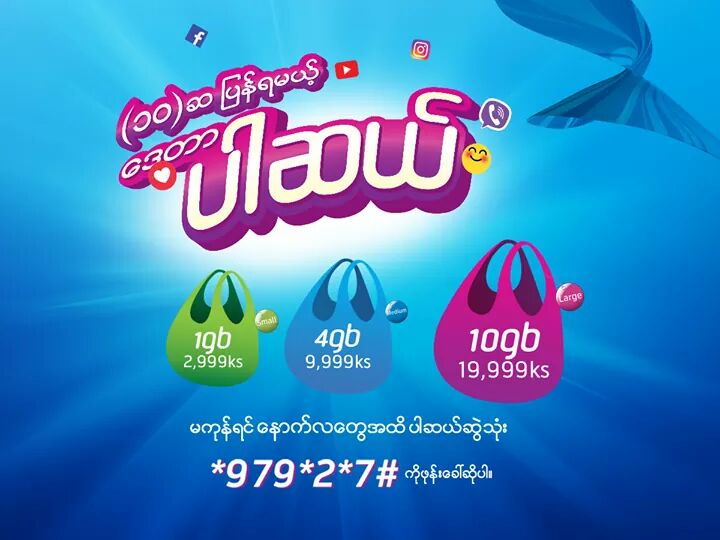 (၁၀)ဆ ပြန်ရမယ့်
ဒေတာ ပါဆယ်
1gb
2,999ks
Small
4gb
9,999ks
Medium
10gb
19,999ks
Large
မကုန်ရင် နောက်လတွေအထိ ပါဆယ်ဆွဲသုံး
*979*2*7# ကိုဖုန်းခေါ်ဆိုပါ။